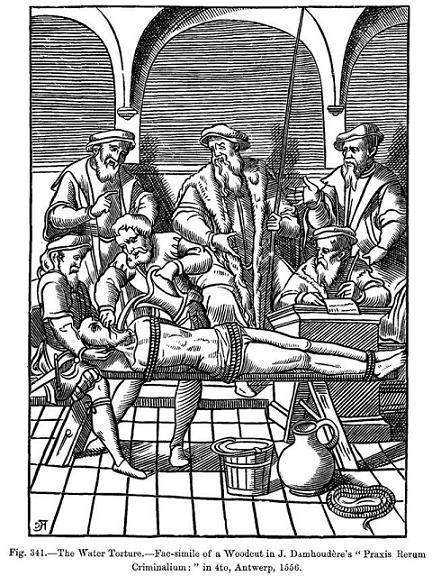 Fig. 341.—The Water Torture.—Fac-simile of a Woodcut in J. Damhoudère's "Praxis Rerum
Criminalium:" in 4to, Antwerp, 1556.